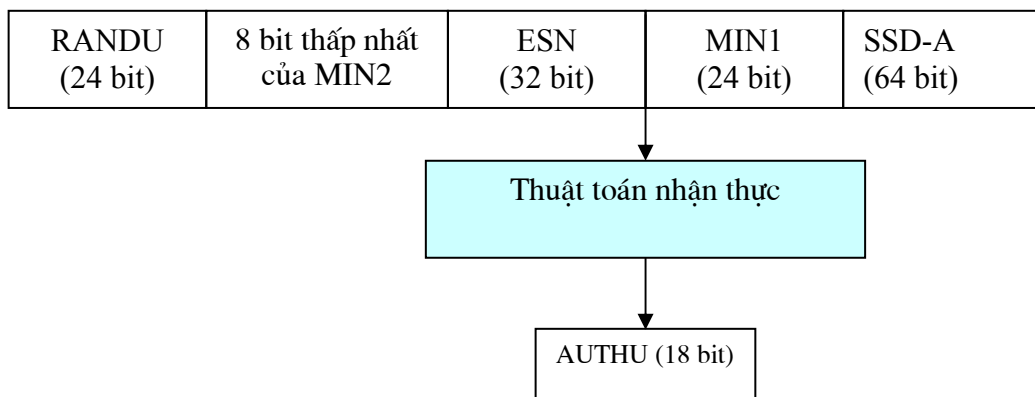 RANDU
(24 bit)
8 bit thấp nhất
của MIN2
ESN
(32 bit)
MIN1
(24 bit)
SSD-A
(64 bit)
Thuật toán nhận thực
AUTHU (18 bit)